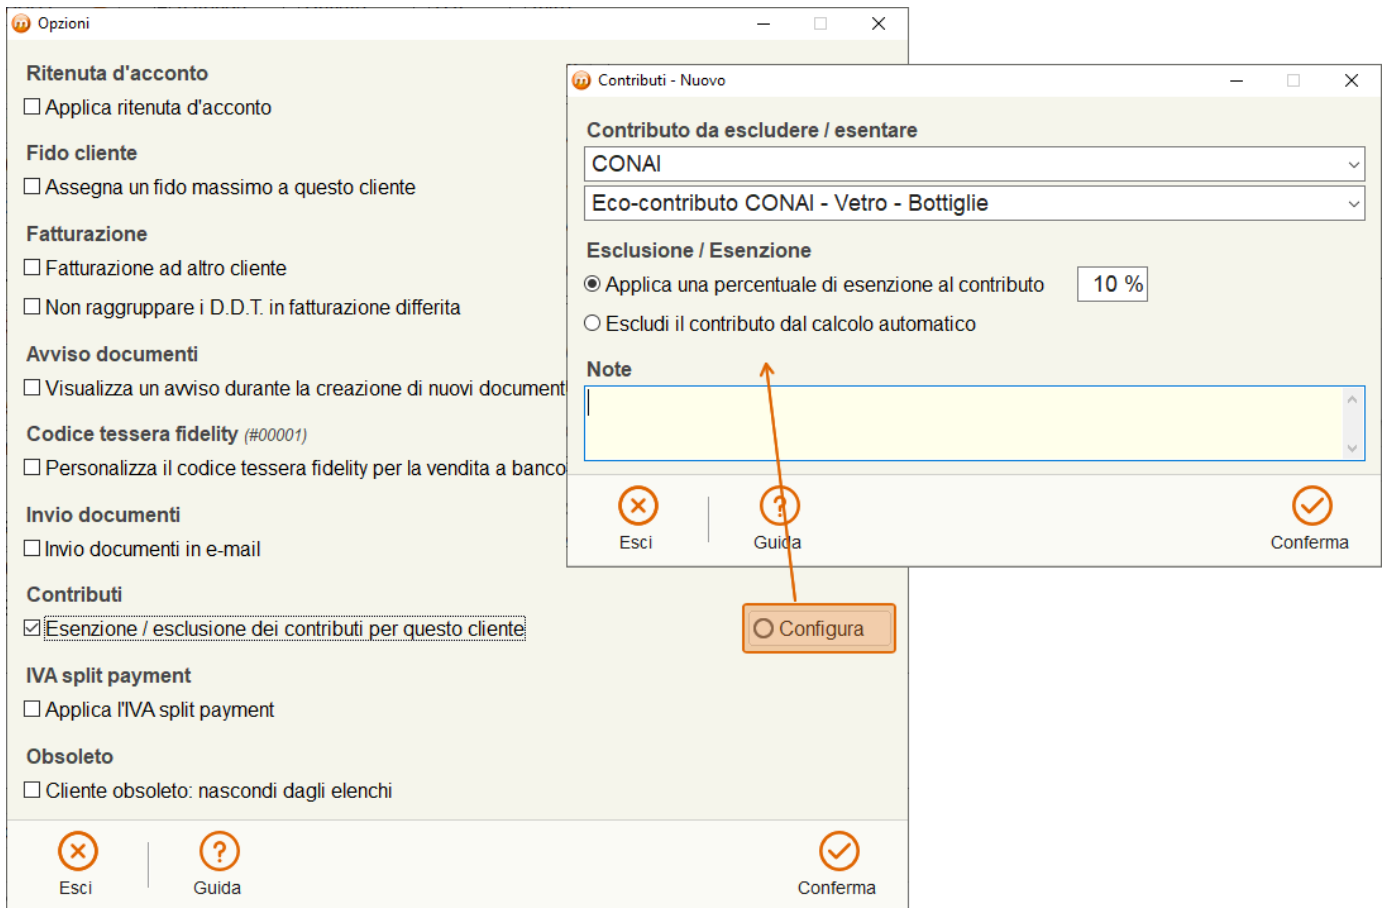 Opzioni
Ritenuta d'acconto
Applica ritenuta d'acconto
Fido cliente
Assegna un fido massimo a questo cliente
Fatturazione
Fatturazione ad altro cliente
Non raggruppare i D.D.T. in fatturazione differita
Avviso documenti
Visualizza un avviso durante la creazione di nuovi document
Codice tessera fidelity (#00001)
Personalizza il codice tessera fidelity per la vendita a banco
Invio documenti
Invio documenti in e-mail
Contributi
Esenzione / esclusione dei contributi per questo cliente
Configura
IVA split payment
Applica l'IVA split payment
Obsoleto
Cliente obsoleto: nascondi dagli elenchi
Esci
Guida
Conferma
Contributi - Nuovo
Contributo da escludere / esentare
CONAI
Eco-contributo CONAI - Vetro - Bottiglie
Esclusione / Esenzione
Applica una percentuale di esenzione al contributo 10 %
Escludi il contributo dal calcolo automatico
Note
Esci
Guida
Conferma